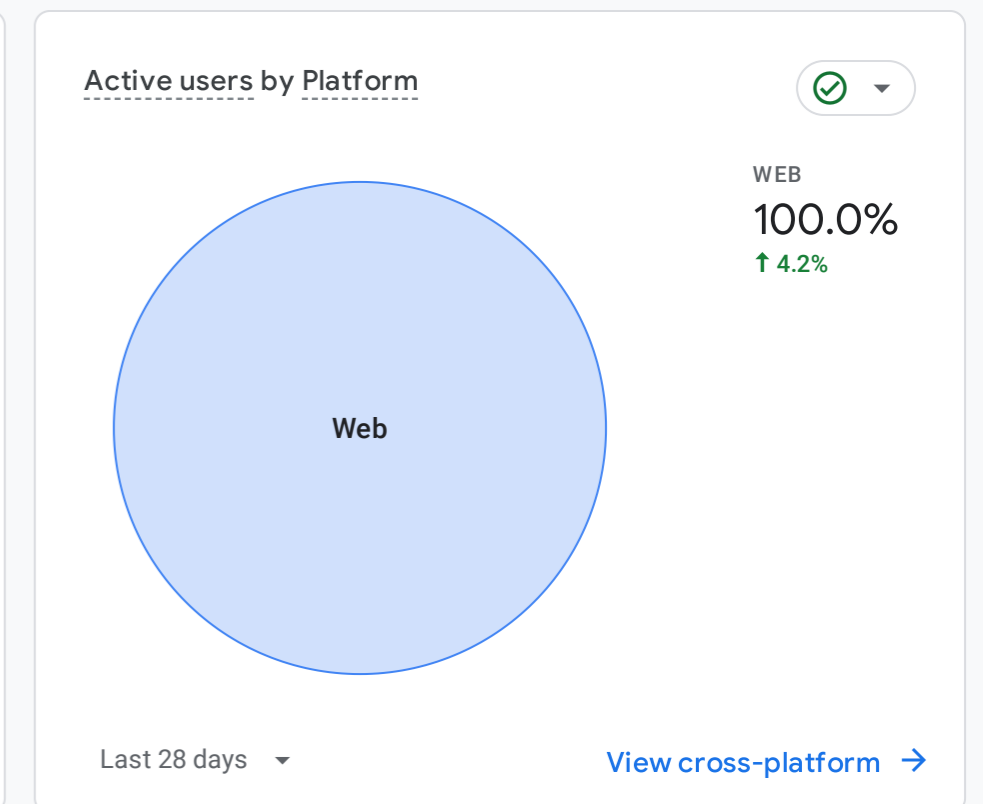 Active users by Platform
WEB
100.0%
↑ 4.2%
Web
Last 28 days
View cross-platform →